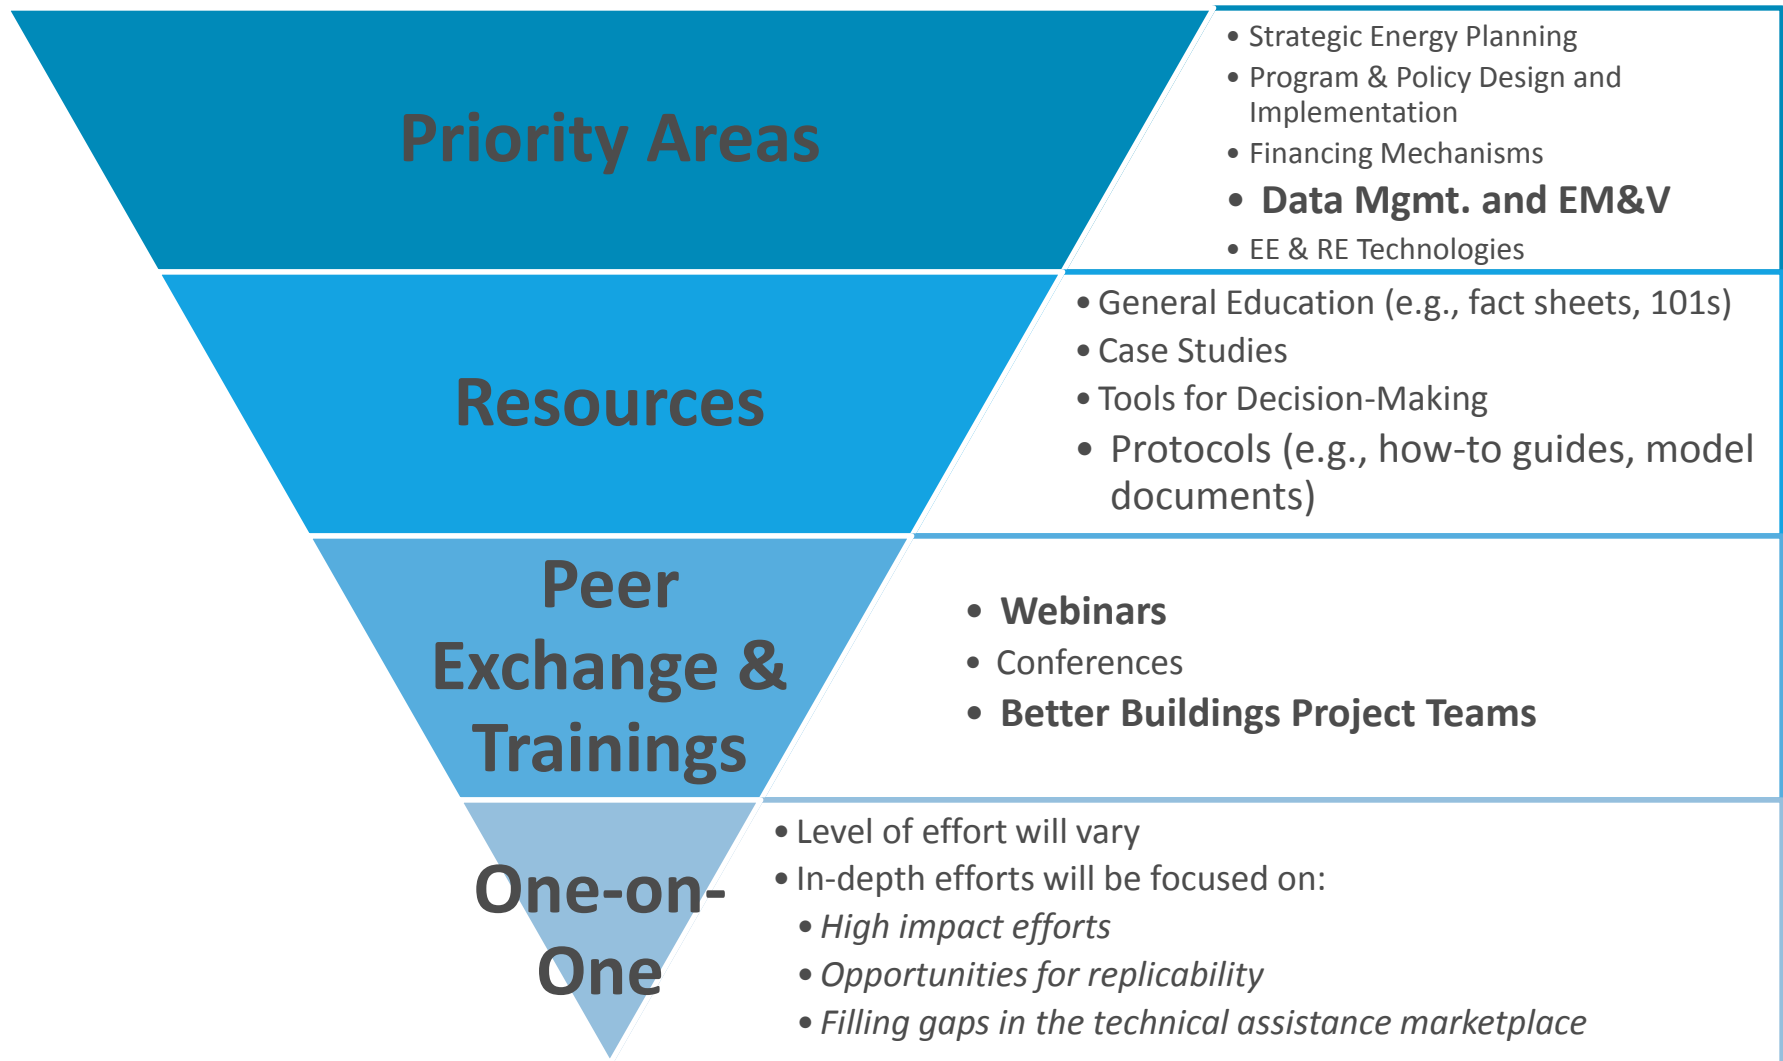 Priority Areas
• Strategic Energy Planning
• Program & Policy Design and
Implementation
• Financing Mechanisms
• Data Mgmt. and EM&V
• EE & RE Technologies
Resources
• General Education (e.g., fact sheets, 101s)
• Case Studies
• Tools for Decision-Making
• Protocols (e.g., how-to guides, model
documents)
Peer
Exchange &
Trainings
• Webinars
• Conferences
• Better Buildings Project Teams
One-on-
One
• Level of effort will vary
• In-depth efforts will be focused on:
• High impact efforts
• Opportunities for replicability
• Filling gaps in the technical assistance marketplace